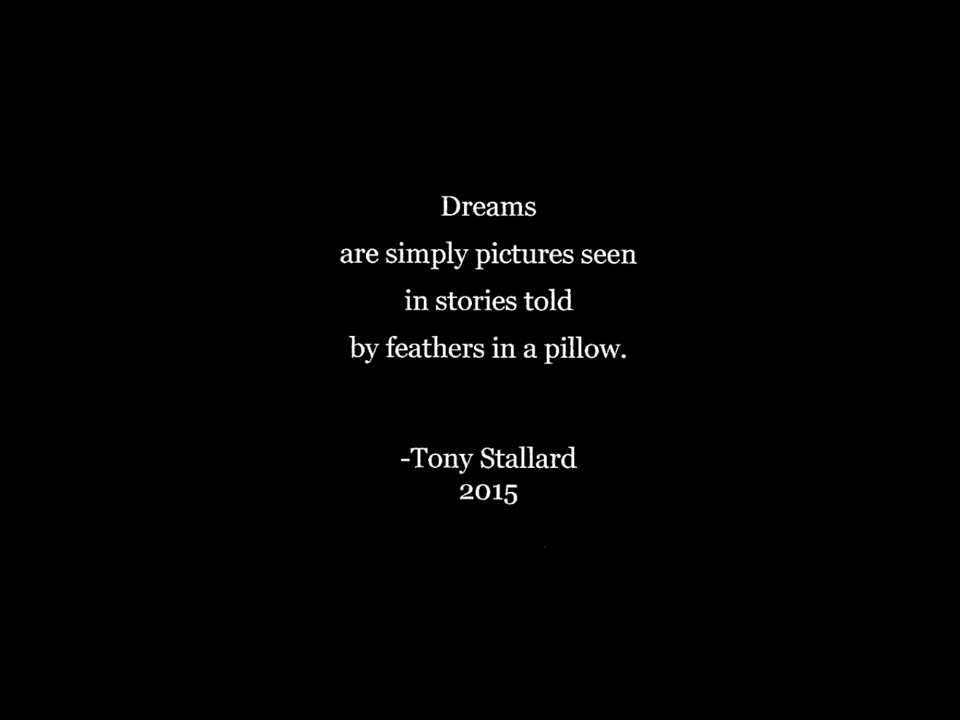 Dreams
are simply pictures seen
in stories told
by feathers in a pillow.
-Tony Stallard
2015